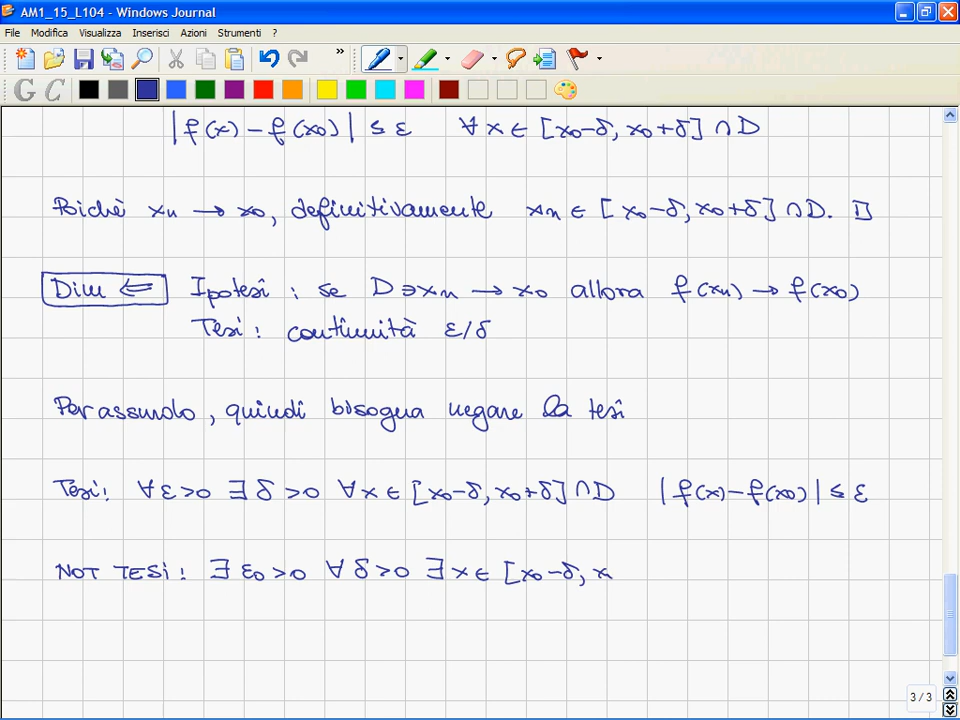 AM1_15_L104 - Windows Journal
File Modifica Visualizza Inserisci Azioni Strumenti ?
G C
|f(x) - f(x0)| ≤ ε ∀ x ∈ [x0-δ, x0+δ] ∩ D
Poichè xn → x0, definitivamente xn ∈ [x0-δ, x0+δ] ∩ D. □
Dim ⇐ Ipotesi : se D∋xn → x0 allora f(xn) → f(x0)
Tesi : continuità ε/δ
Per assurdo, quindi bisogna negare la tesi
Tesi: ∀ ε>0 ∃ δ>0 ∀ x ∈ [x0-δ, x0+δ] ∩ D |f(x) - f(x0)| ≤ ε
NOT TESI : ∃ ε0>0 ∀ δ>0 ∃ x ∈ [x0-δ, x
3 / 3